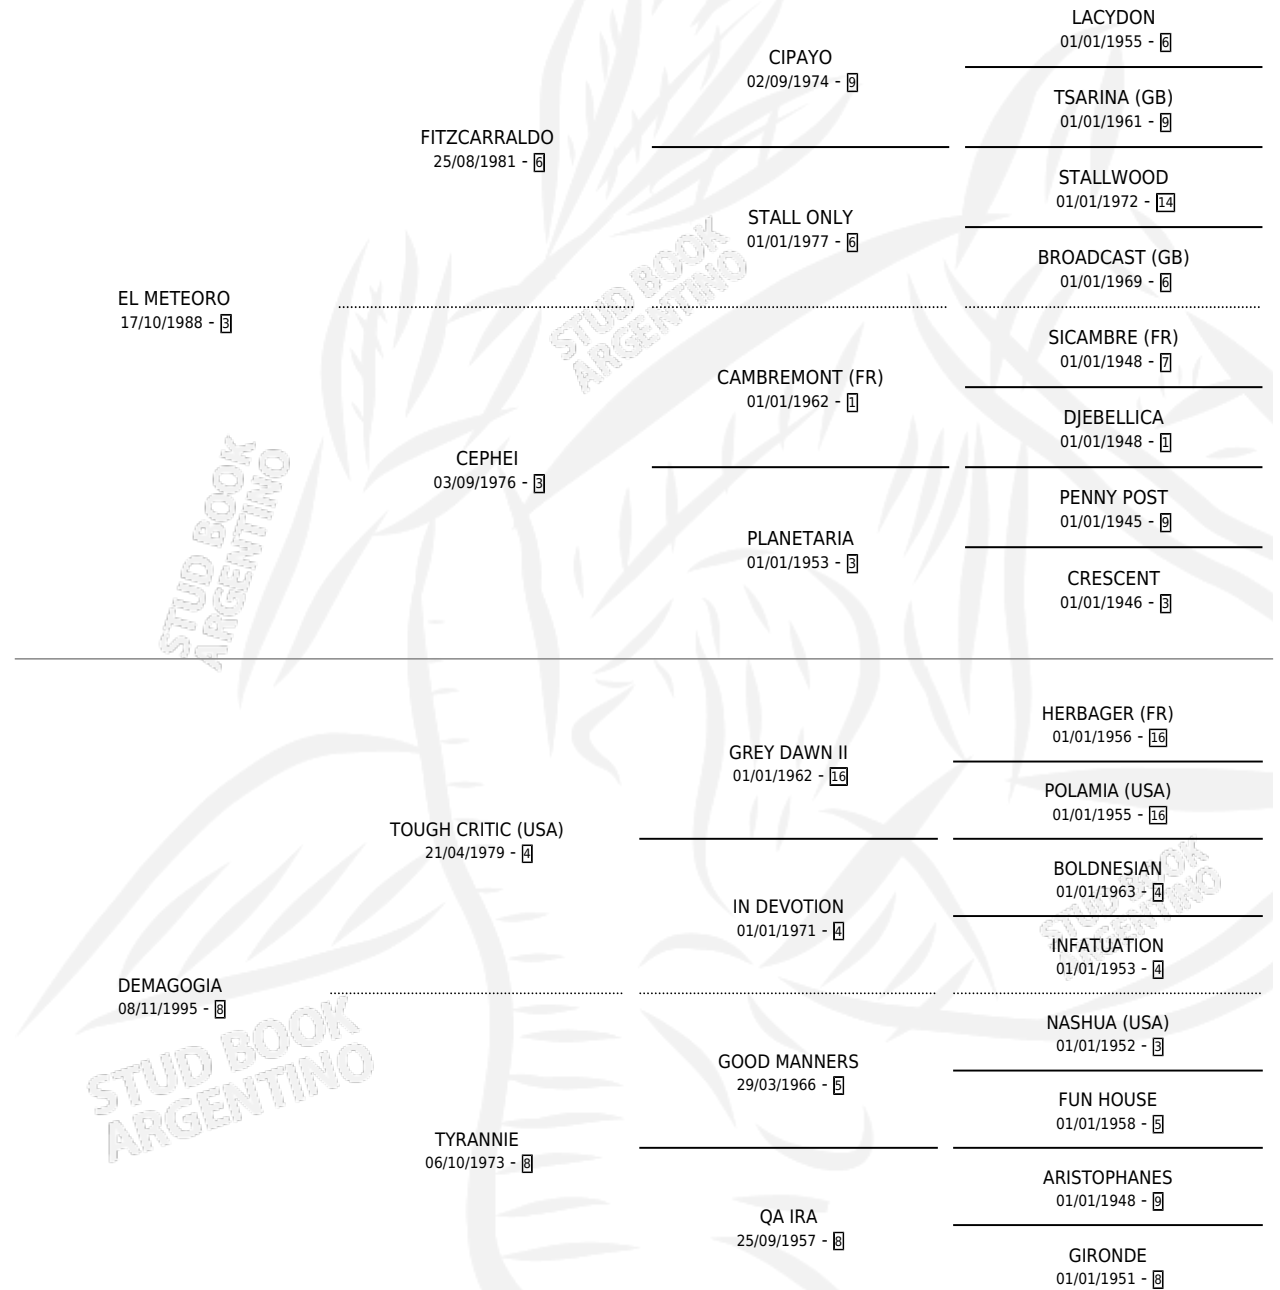 LACYDON
01/01/1955 - 6
CIPAYO
02/09/1974 - 9
TSARINA (GB)
01/01/1961 - 9
FITZCARRALDO
25/08/1981 - 6
STALLWOOD
01/01/1972 - 14
STALL ONLY
01/01/1977 - 6
BROADCAST (GB)
01/01/1969 - 6
EL METEORO
17/10/1988 - 3
SICAMBRE (FR)
01/01/1948 - 7
CAMBREMONT (FR)
01/01/1962 - 1
DJEBELLICA
01/01/1948 - 1
CEPHEI
03/09/1976 - 3
PENNY POST
01/01/1945 - 9
PLANETARIA
01/01/1953 - 3
CRESCENT
01/01/1946 - 3
HERBAGER (FR)
01/01/1956 - 16
GREY DAWN II
01/01/1962 - 16
POLAMIA (USA)
01/01/1955 - 16
TOUGH CRITIC (USA)
21/04/1979 - 4
BOLDNESIAN
01/01/1963 - 4
IN DEVOTION
01/01/1971 - 4
INFATUATION
01/01/1953 - 4
DEMAGOGIA
08/11/1995 - 8
NASHUA (USA)
01/01/1952 - 3
GOOD MANNERS
29/03/1966 - 5
FUN HOUSE
01/01/1958 - 5
TYRANNIE
06/10/1973 - 8
ARISTOPHANES
01/01/1948 - 9
QA IRA
25/09/1957 - 8
GIRONDE
01/01/1951 - 8
STUD BOOK
ARGENTINO
STUD BOOK
ARGENTINO
STUD BOOK
ARGENTINO
STUD BOOK
ARGENTINO